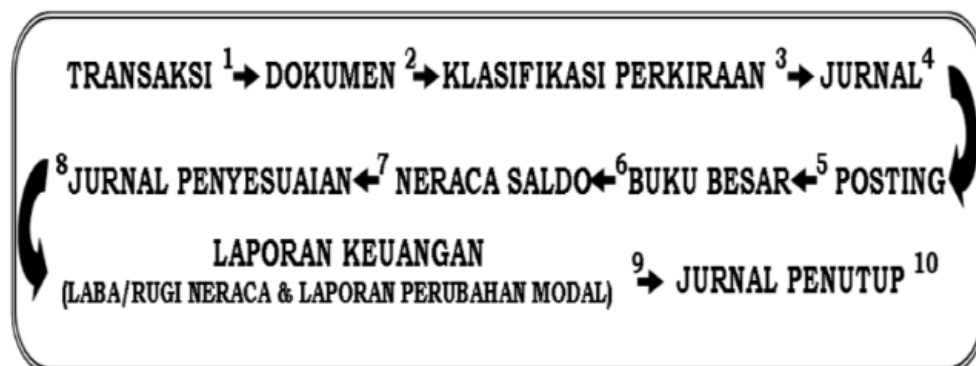 TRANSAKSI 1 → DOKUMEN 2 → KLASIFIKASI PERKIRAAN 3 → JURNAL 4
8 JURNAL PENYESUAIAN ← 7 NERACA SALDO ← 6 BUKU BESAR ← 5 POSTING
LAPORAN KEUANGAN
(LABA/RUGI NERACA & LAPORAN PERUBAHAN MODAL) 9 → JURNAL PENUTUP 10